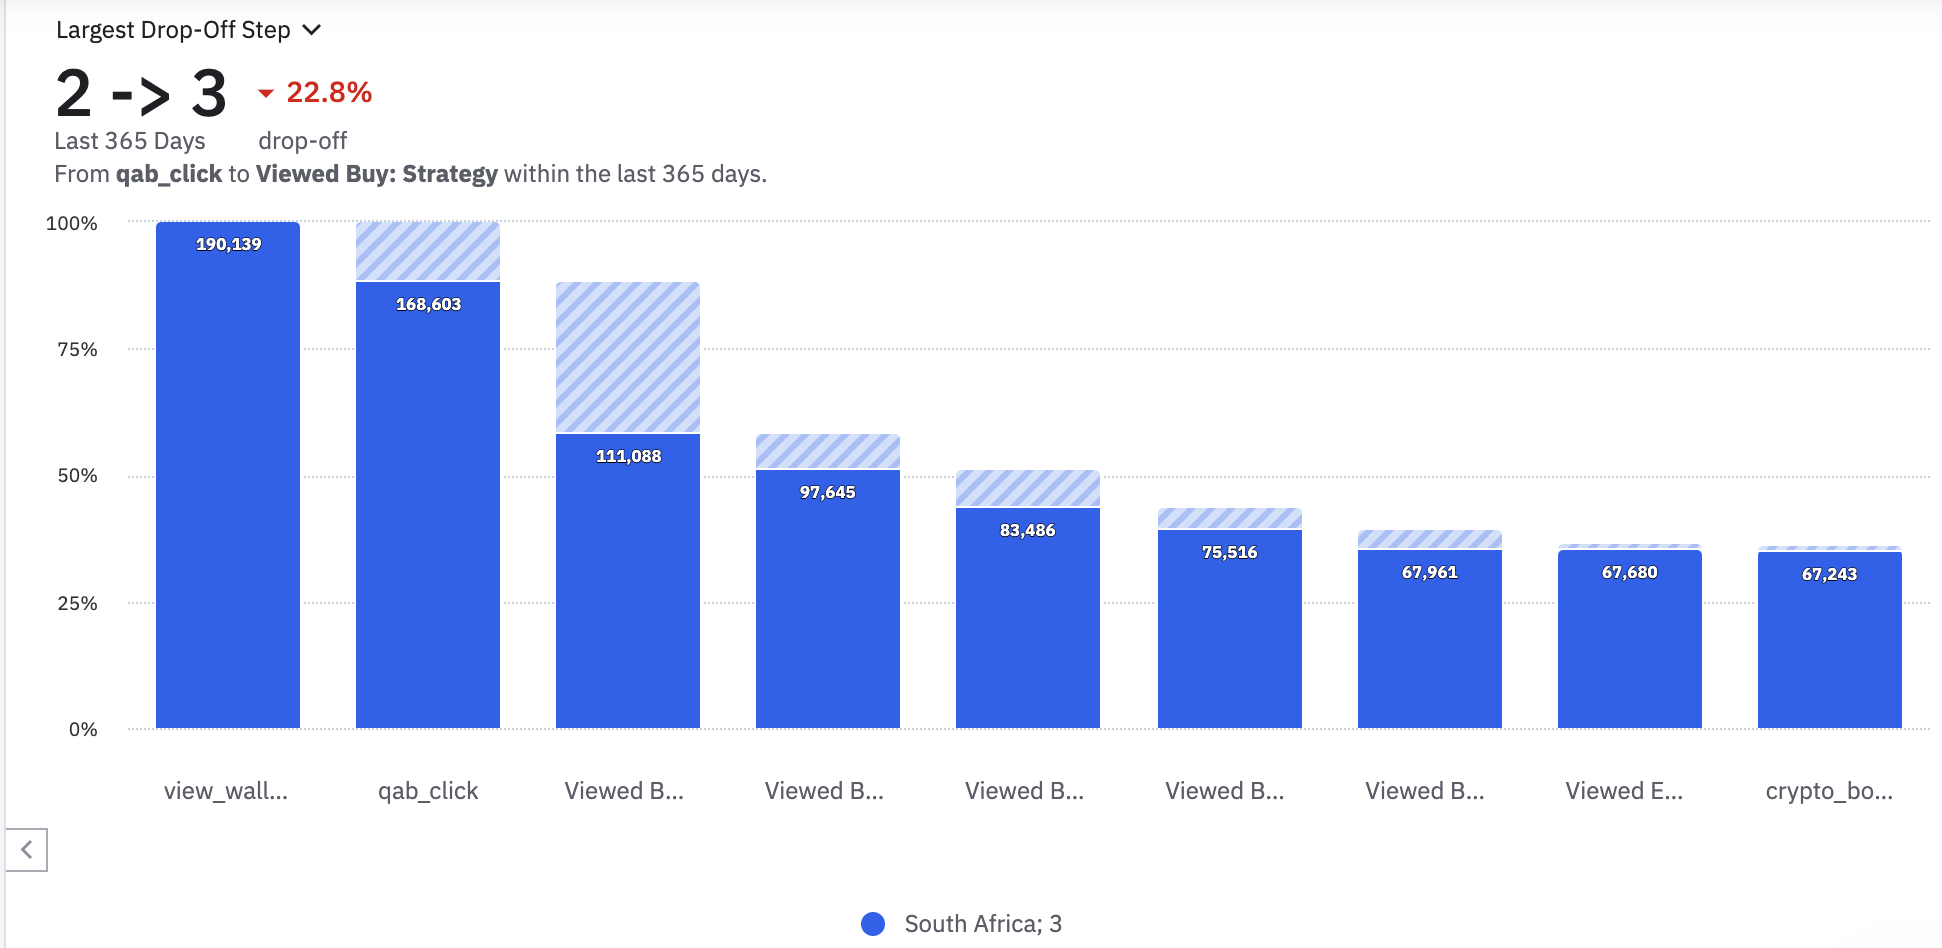 Largest Drop-Off Step
2 -> 3 22.8%
Last 365 Days drop-off
From qab_click to Viewed Buy: Strategy within the last 365 days.
100%
75%
50%
25%
0%
190,139
168,603
111,088
97,645
83,486
75,516
67,961
67,680
67,243
view_wall... qab_click Viewed B... Viewed B... Viewed B... Viewed B... Viewed B... Viewed E... crypto_bo...
South Africa; 3